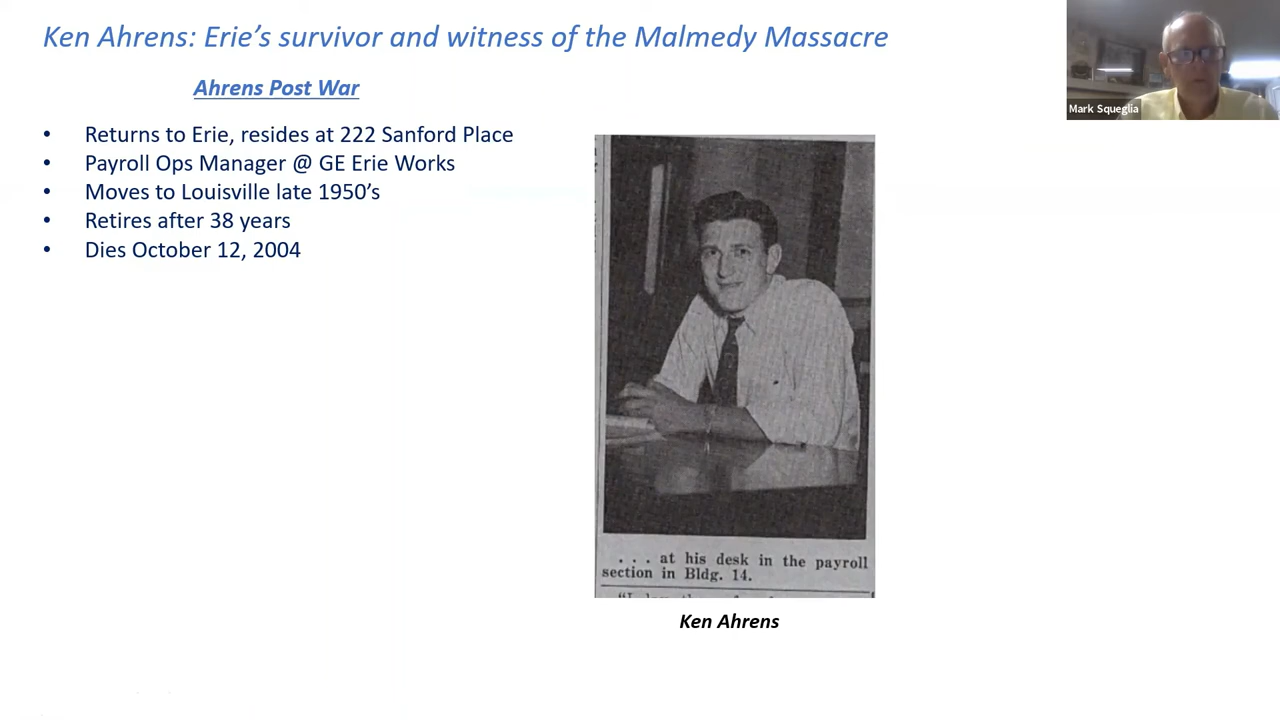 Ken Ahrens: Erie's survivor and witness of the Malmedy Massacre
Mark Squeglia
Ahrens Post War
• Returns to Erie, resides at 222 Sanford Place
• Payroll Ops Manager @ GE Erie Works
• Moves to Louisville late 1950's
• Retires after 38 years
• Dies October 12, 2004
. . . at his desk in the payroll
section in Bldg. 14.
Ken Ahrens